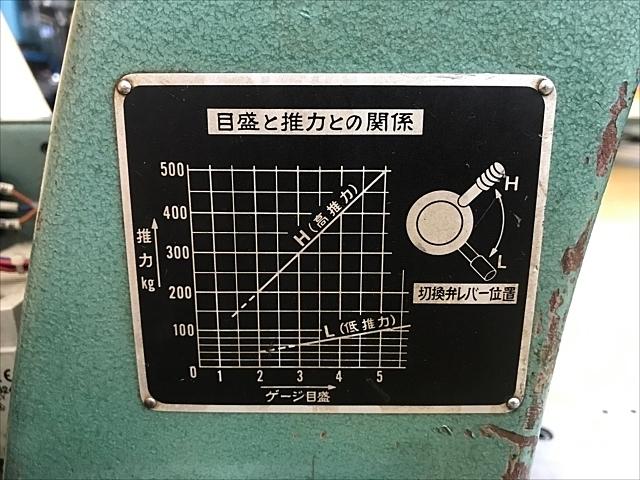 目盛と推力との関係
500
400
300
200
100
0
推力
kg
H(高推力)
L(低推力)
1 2 3 4 5
ゲージ目盛
H
L
切換弁レバー位置